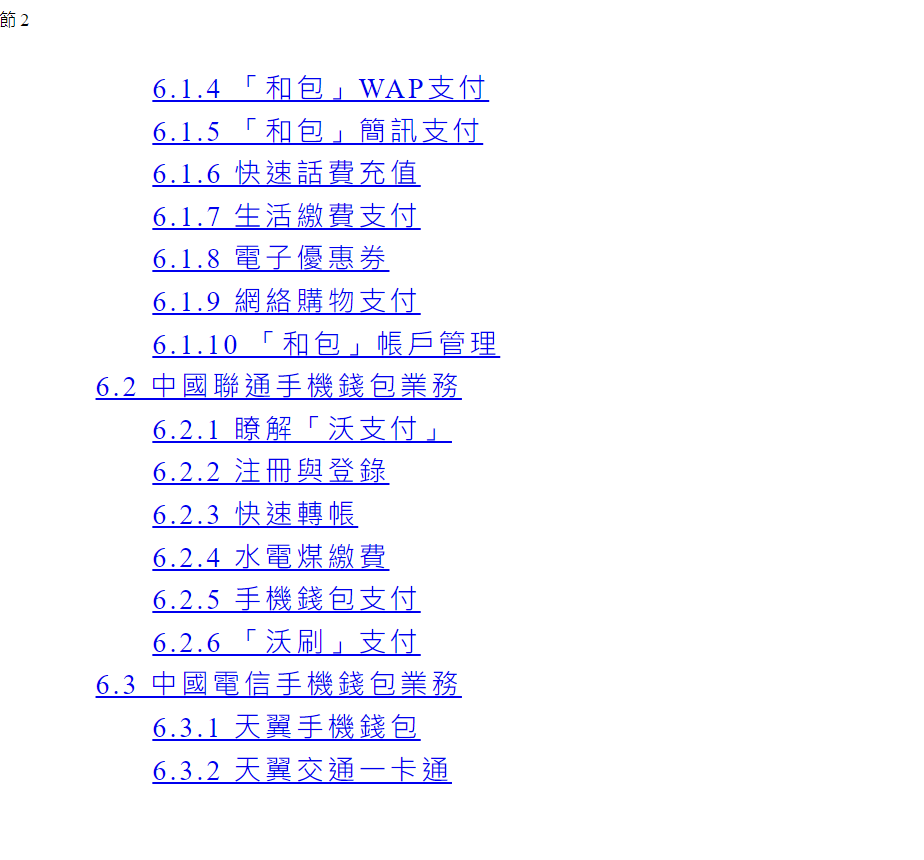 節 2
6.1.4 「和包」WAP支付
6.1.5 「和包」簡訊支付
6.1.6 快速話費充值
6.1.7 生活繳費支付
6.1.8 電子優惠券
6.1.9 網絡購物支付
6.1.10 「和包」帳戶管理
6.2 中國聯通手機錢包業務
6.2.1 瞭解「沃支付」
6.2.2 注冊與登錄
6.2.3 快速轉帳
6.2.4 水電煤繳費
6.2.5 手機錢包支付
6.2.6 「沃刷」支付
6.3 中國電信手機錢包業務
6.3.1 天翼手機錢包
6.3.2 天翼交通一卡通